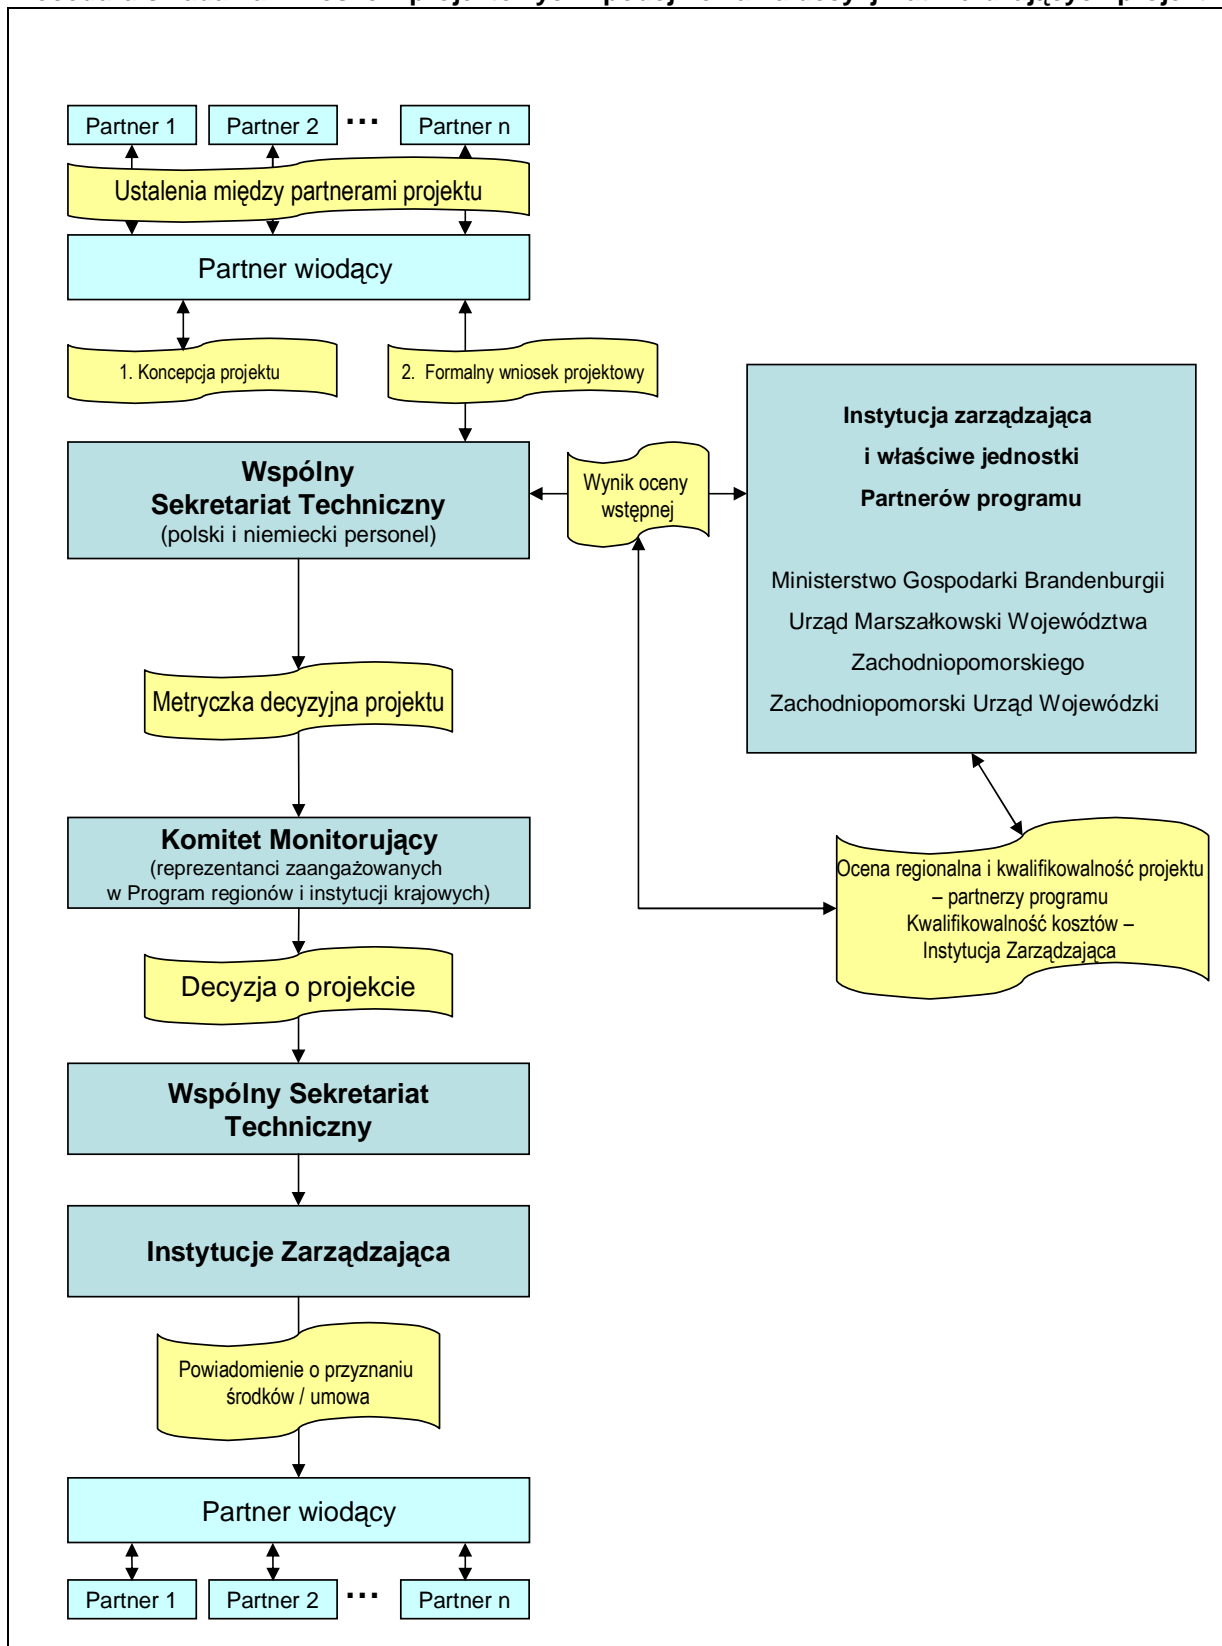 Partner 1
Partner 2
...
Partner n
Ustalenia między partnerami projektu
Partner wiodący
1. Koncepcja projektu
2. Formalny wniosek projektowy
Wspólny
Sekretariat Techniczny
(polski i niemiecki personel)
Wynik oceny
wstępnej
Instytucja zarządzająca
i właściwe jednostki
Partnerów programu
Ministerstwo Gospodarki Brandenburgii
Urząd Marszałkowski Województwa
Zachodniopomorskiego
Zachodniopomorski Urząd Wojewódzki
Metryczka decyzyjna projektu
Komitet Monitorujący
(reprezentanci zaangażowanych
w Program regionów i instytucji krajowych)
Ocena regionalna i kwalifikowalność projektu
– partnerzy programu
Kwalifikowalność kosztów –
Instytucja Zarządzająca
Decyzja o projekcie
Wspólny Sekretariat
Techniczny
Instytucje Zarządzająca
Powiadomienie o przyznaniu
środków / umowa
Partner wiodący
Partner 1
Partner 2
...
Partner n